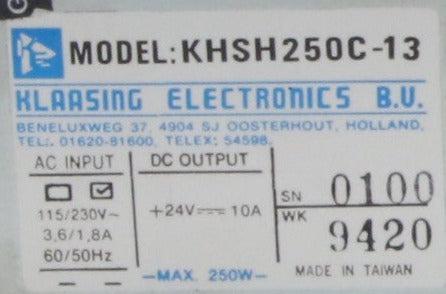 MODEL: KHSH250C-13
KLAASING ELECTRONICS B.V.
BENELUXWEG 37, 4904 SJ OOSTERHOUT, HOLLAND,
TEL:. 01620-81600, TELEX: 54598,
AC INPUT
115/230V~
3,6/1,8A
60/50Hz
DC OUTPUT
+24V⎓10A
—MAX. 250W—
SN 0100
WK 9420
MADE IN TAIWAN